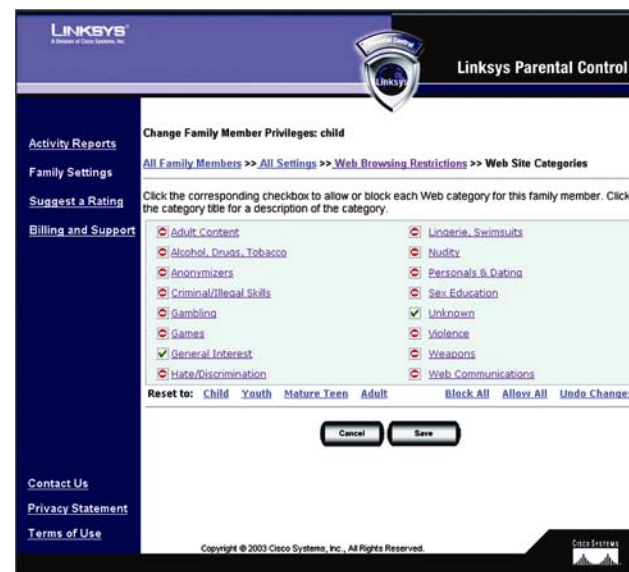 LINKSYS®
A Division of Cisco Systems, Inc.
Parental Control
Linksys
Linksys Parental Control
Activity Reports
Family Settings
Suggest a Rating
Billing and Support
Change Family Member Privileges: child
All Family Members >> All Settings >> Web Browsing Restrictions >> Web Site Categories
Click the corresponding checkbox to allow or block each Web category for this family member. Click
the category title for a description of the category.
Adult Content
Lingerie, Swimsuits
Alcohol, Drugs, Tobacco
Nudity
Anonymizers
Personals & Dating
Criminal/Illegal Skills
Sex Education
Gambling
Unknown
Games
Violence
General Interest
Weapons
Hate/Discrimination
Web Communications
Reset to: Child Youth Mature Teen Adult Block All Allow All Undo Changes
Cancel Save
Contact Us
Privacy Statement
Terms of Use
Copyright © 2003 Cisco Systems, Inc., All Rights Reserved.
CISCO SYSTEMS